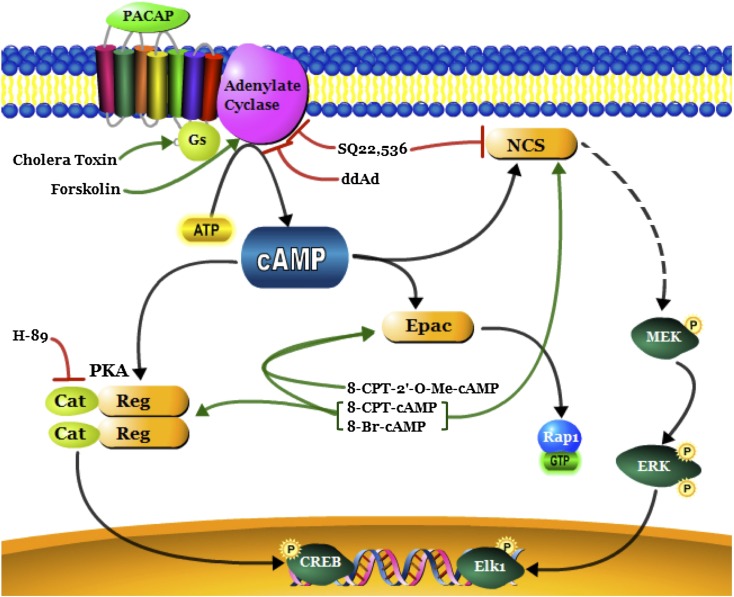 PACAP
Adenylate
Cyclase
Gs
Cholera Toxin
Forskolin
SQ22,536
ddAd
NCS
ATP
cAMP
Epac
MEK
P
H-89
PKA
Cat
Reg
Cat
Reg
8-CPT-2'-O-Me-cAMP
8-CPT-cAMP
8-Br-cAMP
Rap1
GTP
ERK
P
P
P
CREB
P
Elk1